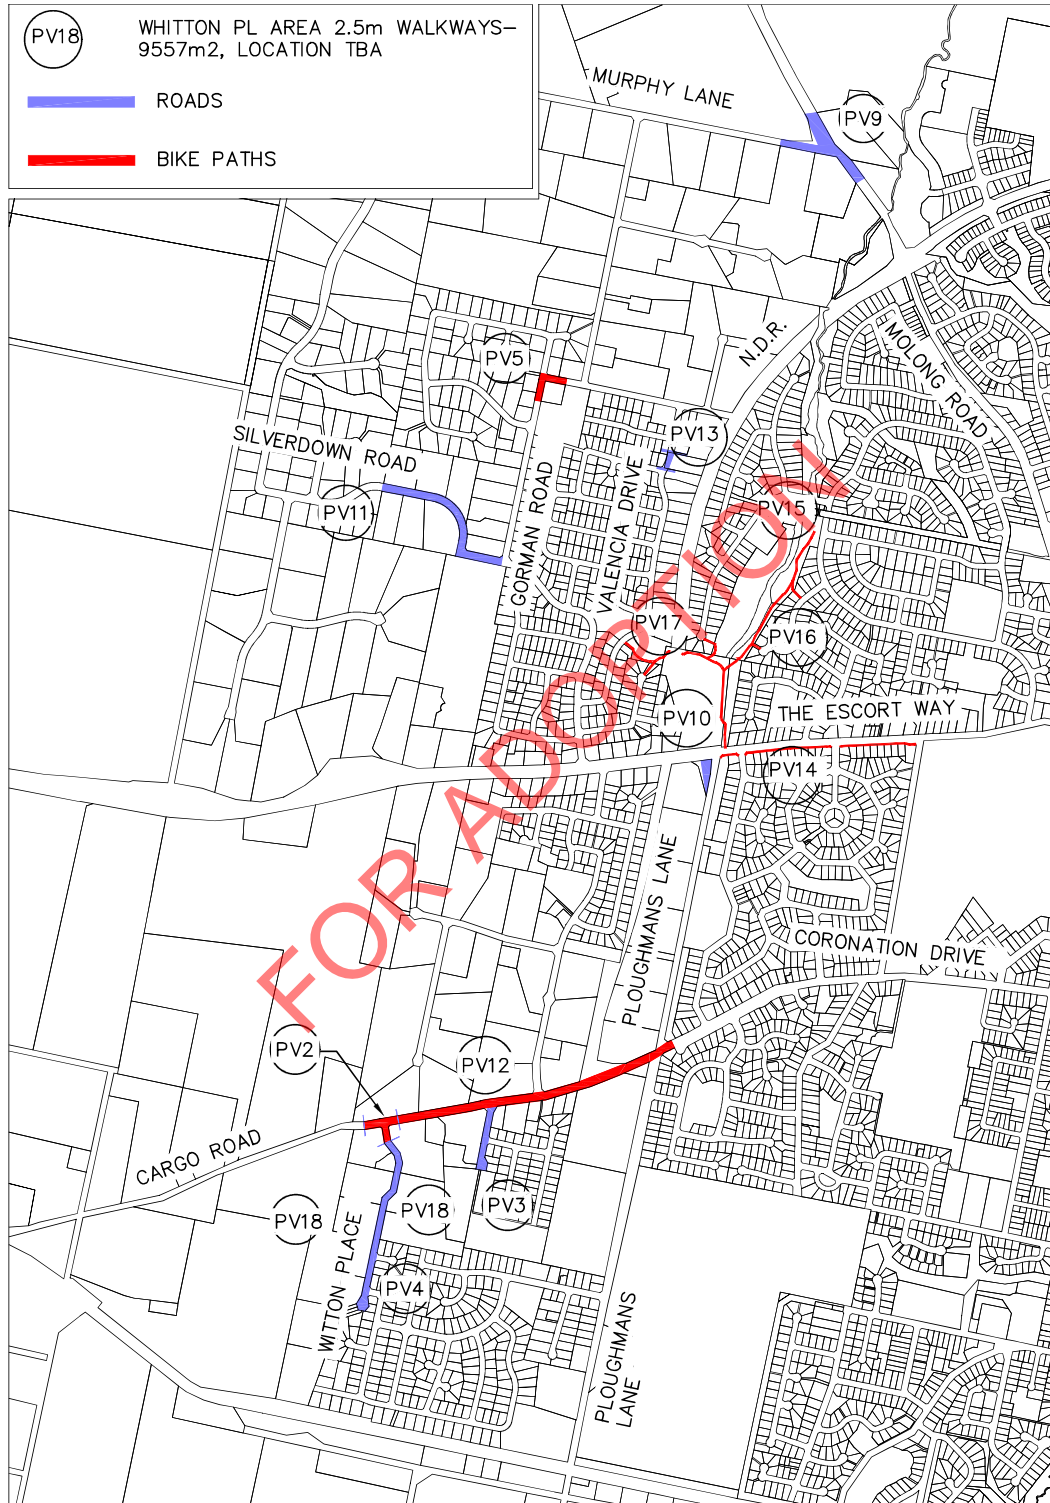 PV18
WHITTON PL AREA 2.5m WALKWAYS–
9557m2, LOCATION TBA
ROADS
BIKE PATHS
MURPHY LANE
PV9
N.D.R.
MOLONG ROAD
PV5
PV13
SILVERDOWN ROAD
PV11
GORMAN ROAD
VALENCIA DRIVE
PV15
PV17
PV16
PV10
THE ESCORT WAY
PV14
FOR ADOPTION
PLOUGHMANS LANE
CORONATION DRIVE
PV2
PV12
CARGO ROAD
PV18
PV18
PV3
WITTON PLACE
PV4
PLOUGHMANS
LANE